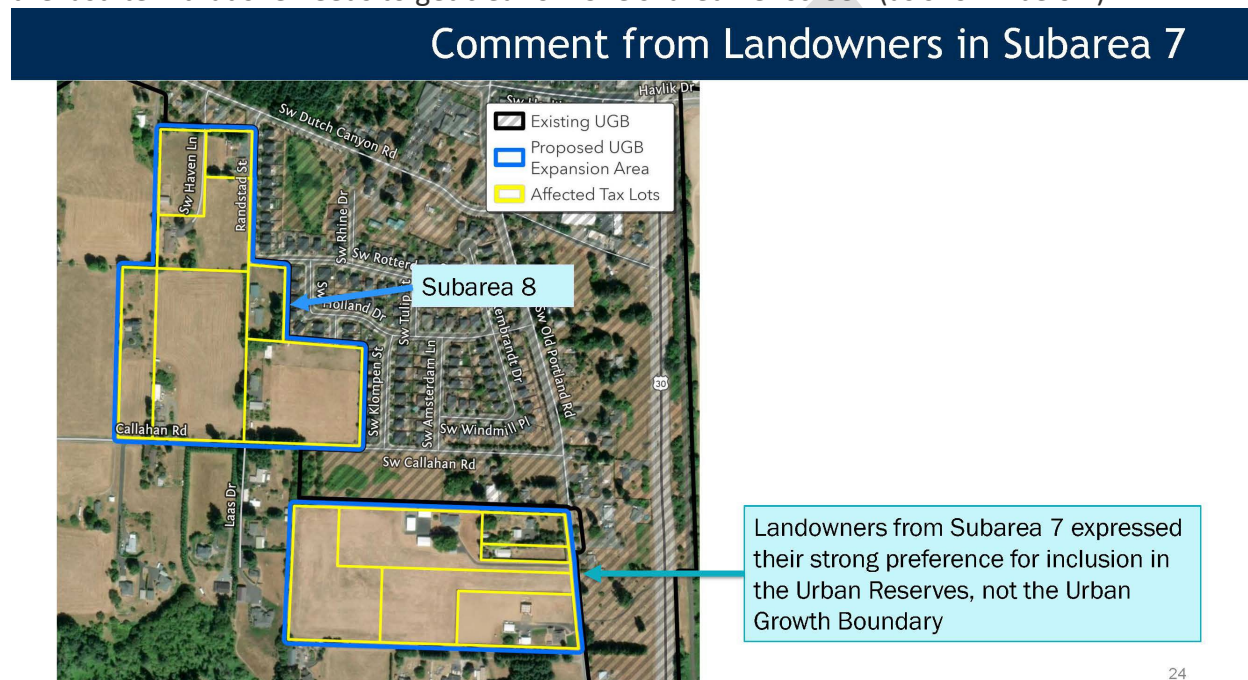 Comment from Landowners in Subarea 7
Havlik Dr
Sw Dutch Canyon Rd
Existing UGB
Proposed UGB
Expansion Area
Affected Tax Lots
Sw Haven Ln
Randstad St
Sw Rhine Dr
Subarea 8
Holland Dr
Sw Old Portland Rd
30
Sw Klompen St
Sw Amsterdam Ln
Sw Windmill Pl
Callahan Rd
Sw Callahan Rd
Laas Dr
Landowners from Subarea 7 expressed
their strong preference for inclusion in
the Urban Reserves, not the Urban
Growth Boundary
24